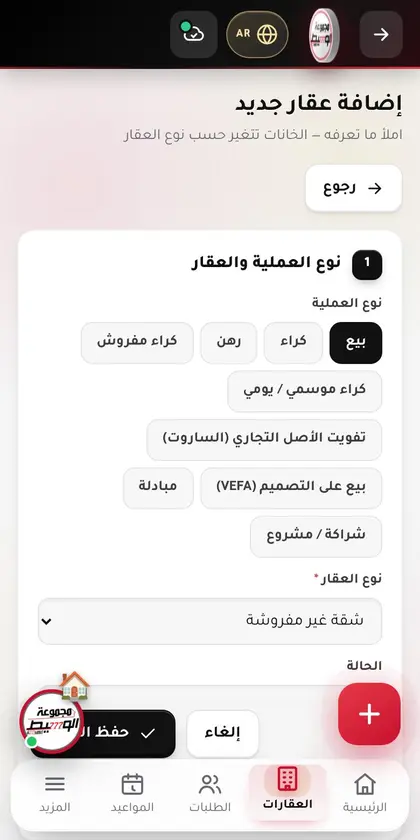 AR
إضافة عقار جديد
املأ ما تعرفه – الخانات تتغير حسب نوع العقار
رجوع
1 نوع العملية والعقار
نوع العملية
بيع
كراء
رهن
كراء مفروش
كراء موسمي / يومي
تفويت الأصل التجاري (الساروت)
بيع على التصميم (VEFA)
مبادلة
شراكة / مشروع
نوع العقار *
شقة غير مفروشة
الحالة
مجموعة
إلغاء
حفظ
الرئيسية
العقارات
الطلبات
المواعيد
المزيد